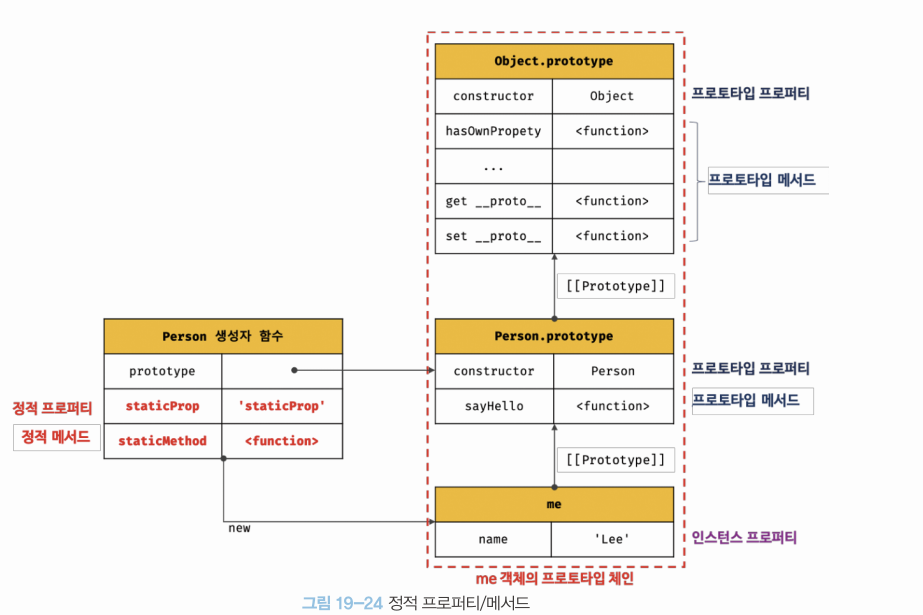 Object.prototype
constructor Object 프로토타입 프로퍼티
hasOwnPropety <function>
...
프로토타입 메서드
get __proto__ <function>
set __proto__ <function>
[[Prototype]]
Person 생성자 함수
Person.prototype
prototype
constructor Person 프로토타입 프로퍼티
정적 프로퍼티 staticProp 'staticProp'
sayHello <function> 프로토타입 메서드
정적 메서드 staticMethod <function>
[[Prototype]]
me
new
name 'Lee' 인스턴스 프로퍼티
me 객체의 프로토타입 체인
그림 19-24 정적 프로퍼티/메서드